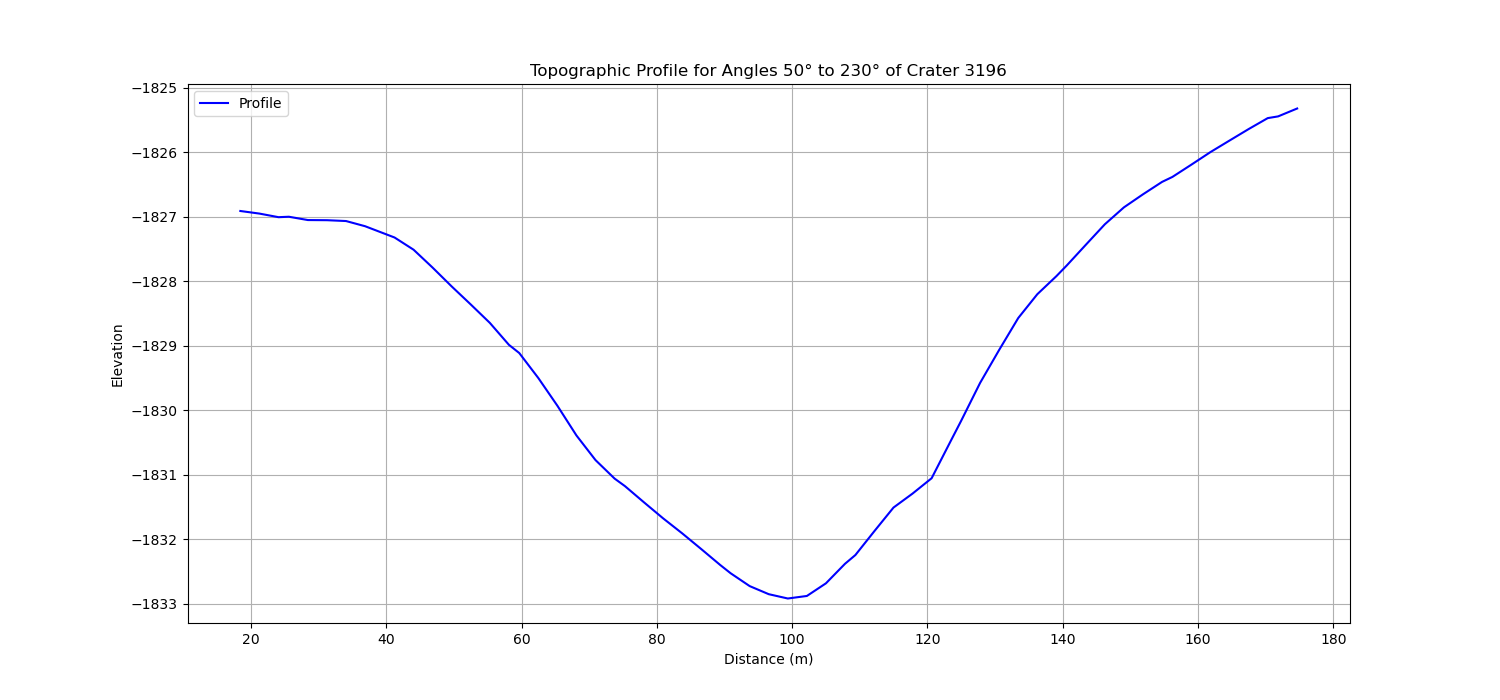 Topographic Profile for Angles 50° to 230° of Crater 3196
Profile
Elevation
−1825
−1826
−1827
−1828
−1829
−1830
−1831
−1832
−1833
20 40 60 80 100 120 140 160 180
Distance (m)